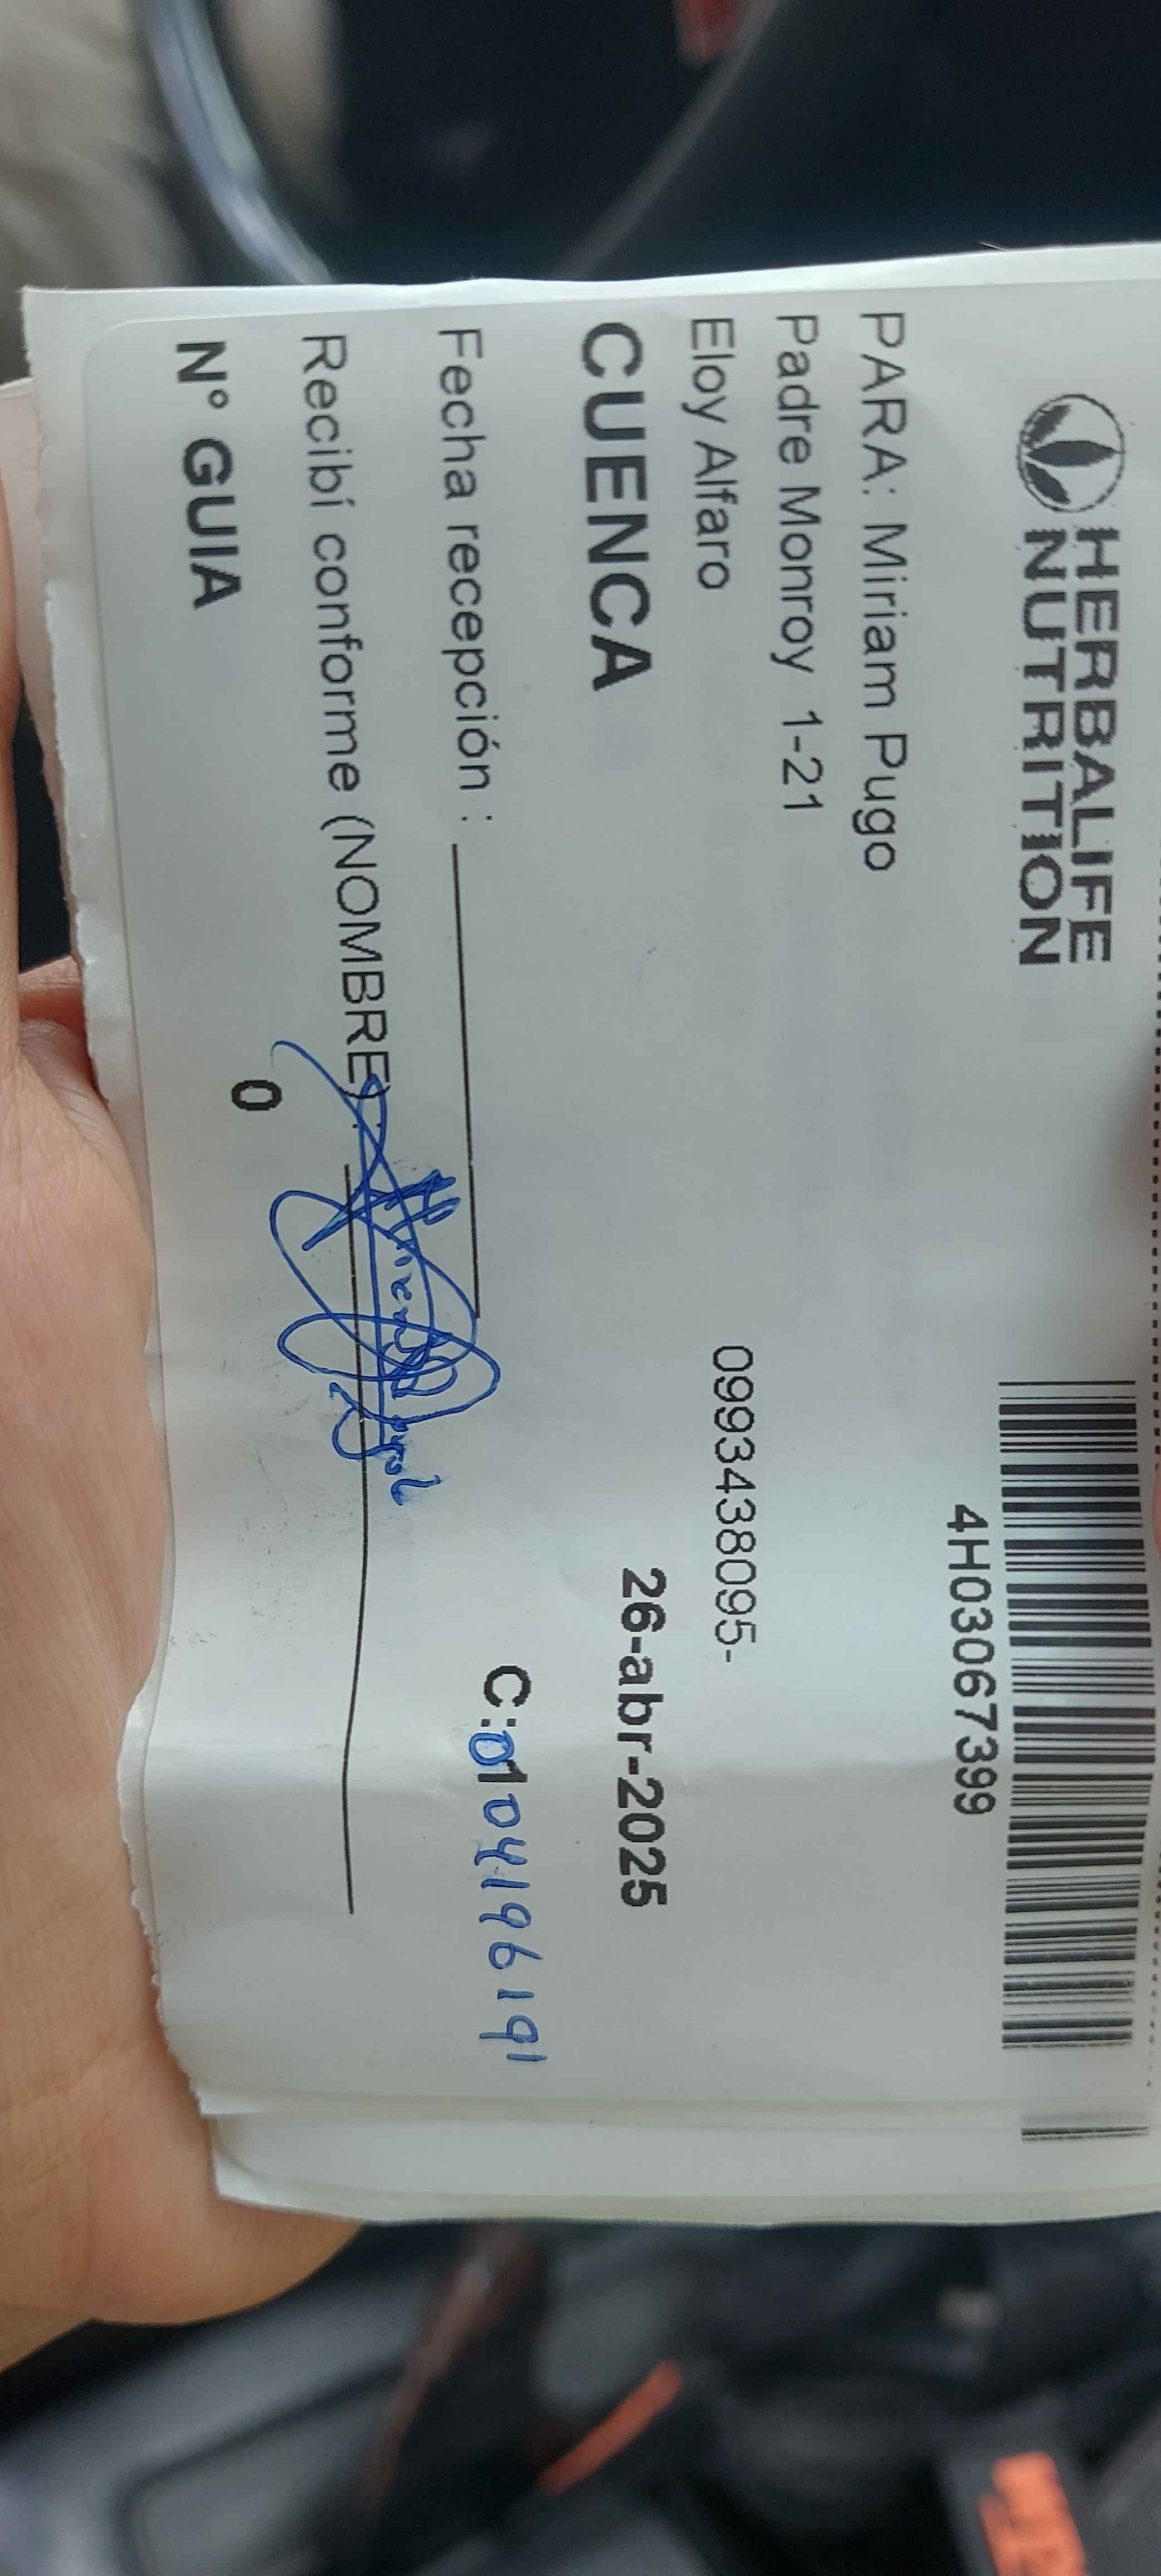 HERBALIFE
NUTRITION
4H03067399
PARA: Miriam Pugo
Padre Monroy 1-21
Eloy Alfaro
0993438095-
CUENCA
26-abr-2025
Fecha recepción :
C:0104196191
Recibí conforme (NOMBRE):
N° GUIA
0